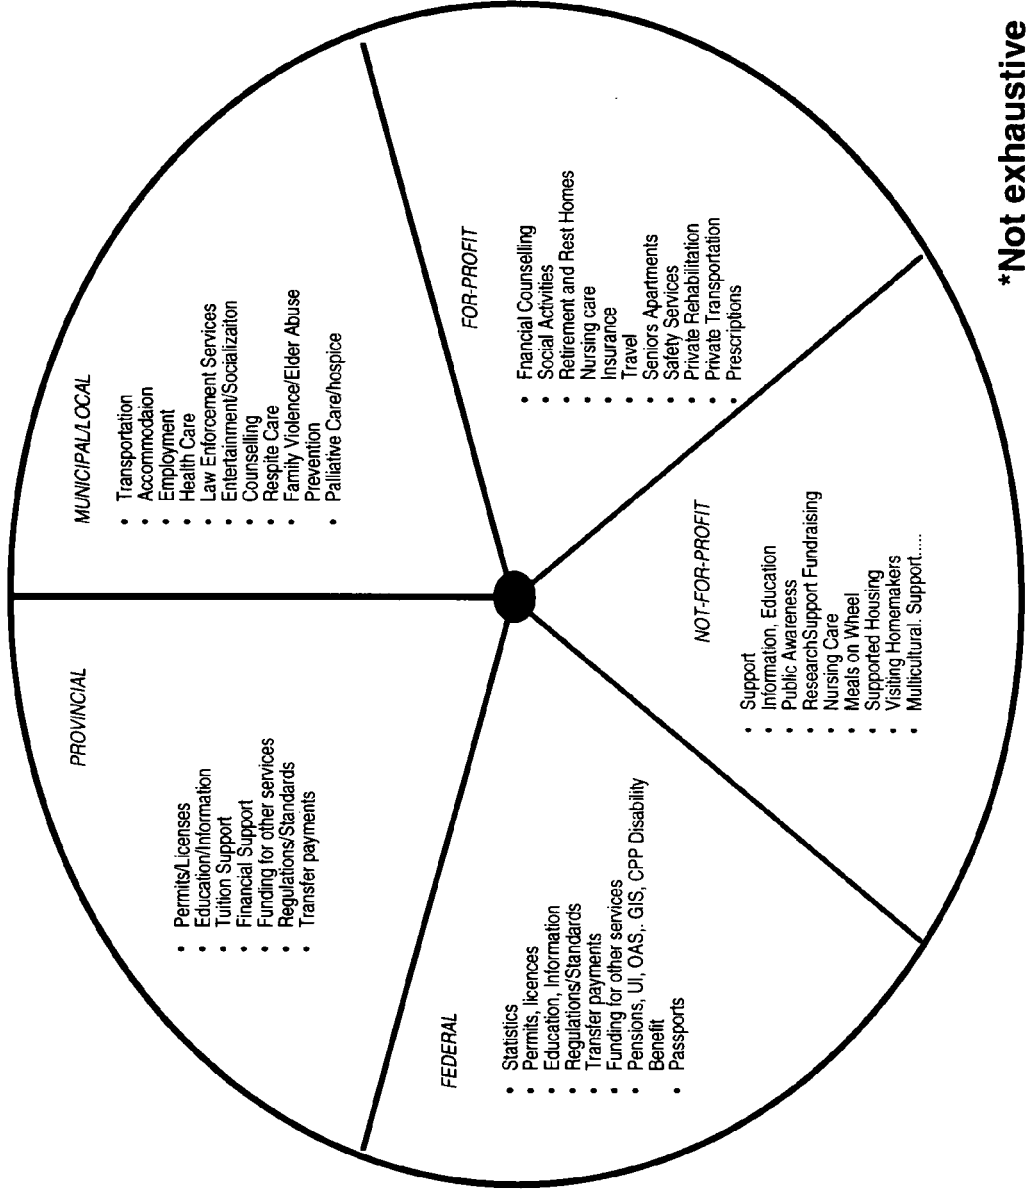 PROVINCIAL
• Permits/Licenses
• Education/Information
• Tuition Support
• Financial Support
• Funding for other services
• Regulations/Standards
• Transfer payments
MUNICIPAL/LOCAL
• Transportation
• Accommodaion
• Employment
• Health Care
• Law Enforcement Services
• Entertainment/Socializaiton
• Counselling
• Respite Care
• Family Violence/Elder Abuse
Prevention
• Palliative Care/hospice
FEDERAL
• Statistics
• Permits, licences
• Education, Information
• Regulations/Standards
• Transfer payments
• Funding for other services
• Pensions, UI, OAS,. GIS, CPP Disability
Benefit
• Passports
FOR-PROFIT
• Fnancial Counselling
• Social Activities
• Retirement and Rest Homes
• Nursing care
• Insurance
• Travel
• Seniors Apartments
• Safety Services
• Private Rehabilitation
• Private Transportation
• Prescriptions
NOT-FOR-PROFIT
• Support
• Information, Education
• Public Awareness
• ResearchSupport Fundraising
• Nursing Care
• Meals on Wheel
• Supported Housing
• Visiting Homemakers
• Multicultural. Support.....
*Not exhaustive